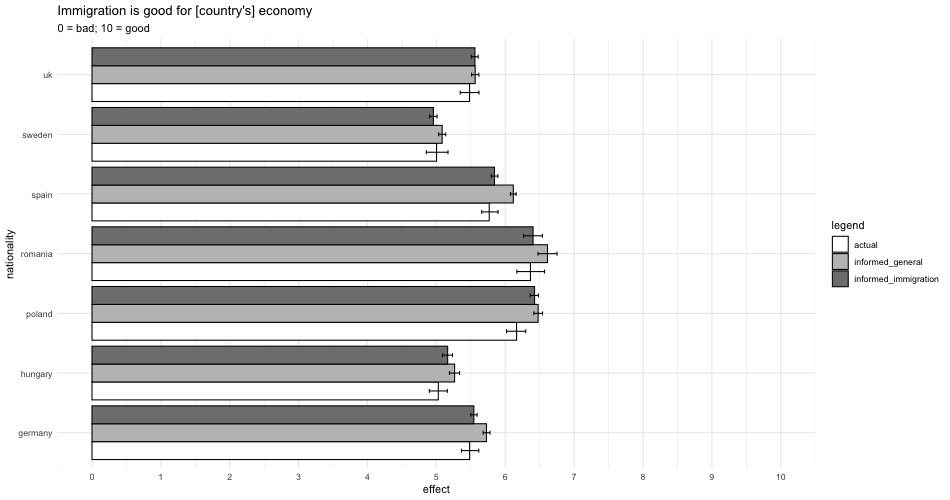 Immigration is good for [country's] economy
0 = bad; 10 = good
nationality
uk
sweden
spain
romania
poland
hungary
germany
0 1 2 3 4 5 6 7 8 9 10
effect
legend
actual
informed_general
informed_immigration